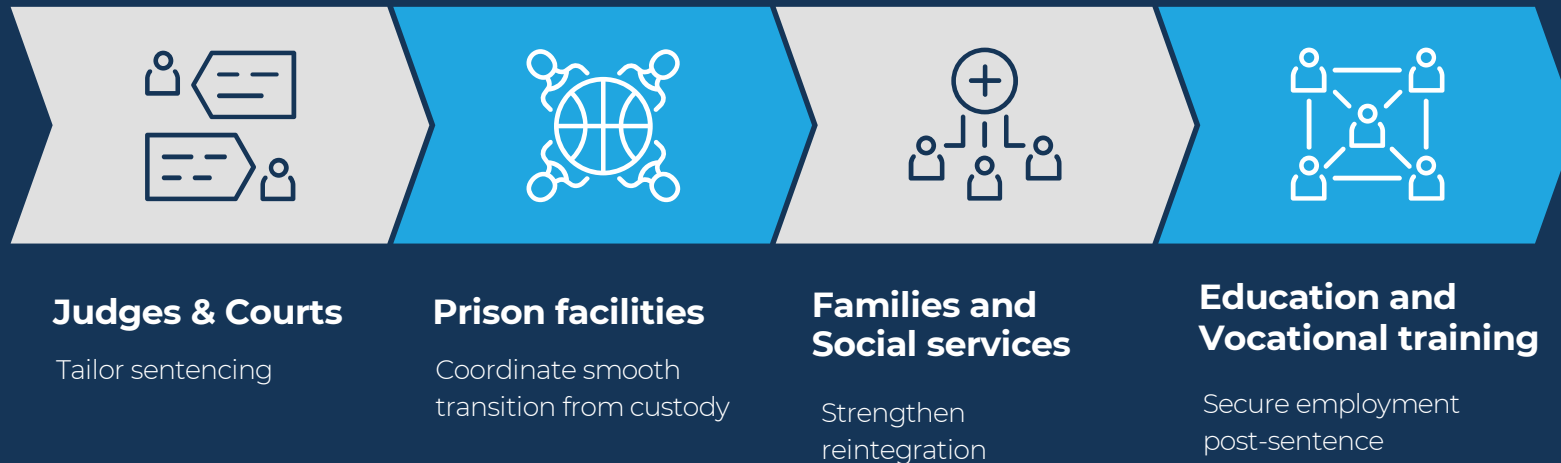 Judges & Courts
Tailor sentencing
Prison facilities
Coordinate smooth
transition from custody
Families and
Social services
Strengthen
reintegration
Education and
Vocational training
Secure employment
post-sentence